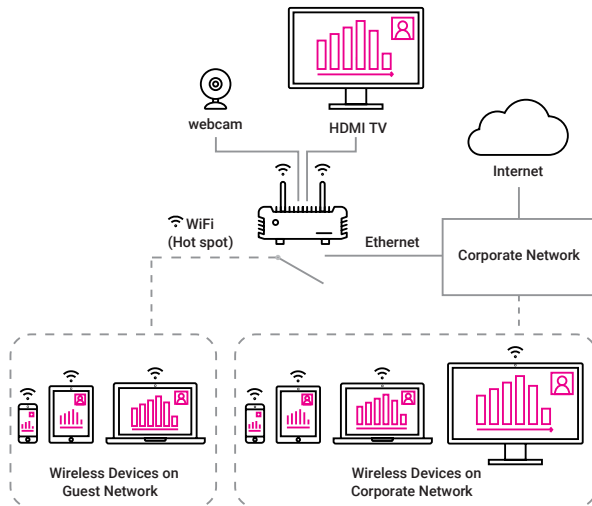 webcam
HDMI TV
Internet
WiFi
(Hot spot)
Ethernet
Corporate Network
Wireless Devices on
Guest Network
Wireless Devices on
Corporate Network